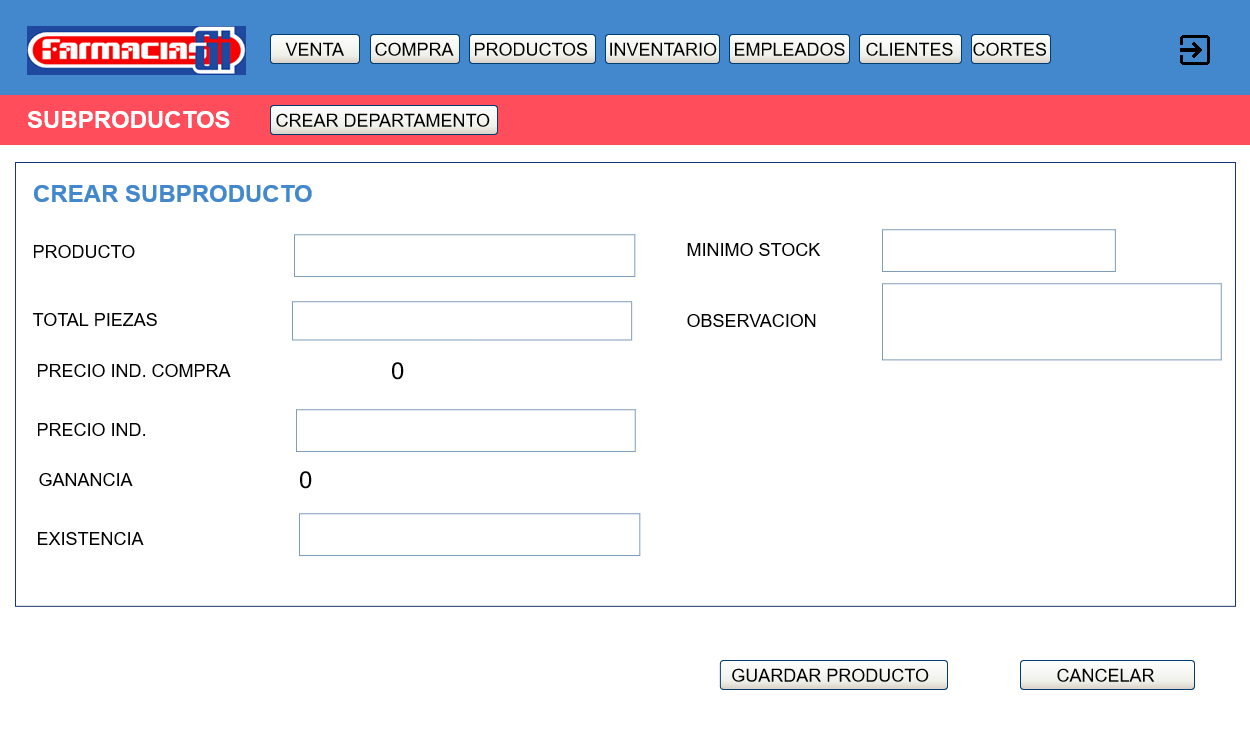 Farmacias GI
VENTA COMPRA PRODUCTOS INVENTARIO EMPLEADOS CLIENTES CORTES
SUBPRODUCTOS CREAR DEPARTAMENTO
CREAR SUBPRODUCTO
PRODUCTO
MINIMO STOCK
TOTAL PIEZAS
OBSERVACION
PRECIO IND. COMPRA 0
PRECIO IND.
GANANCIA 0
EXISTENCIA
GUARDAR PRODUCTO CANCELAR